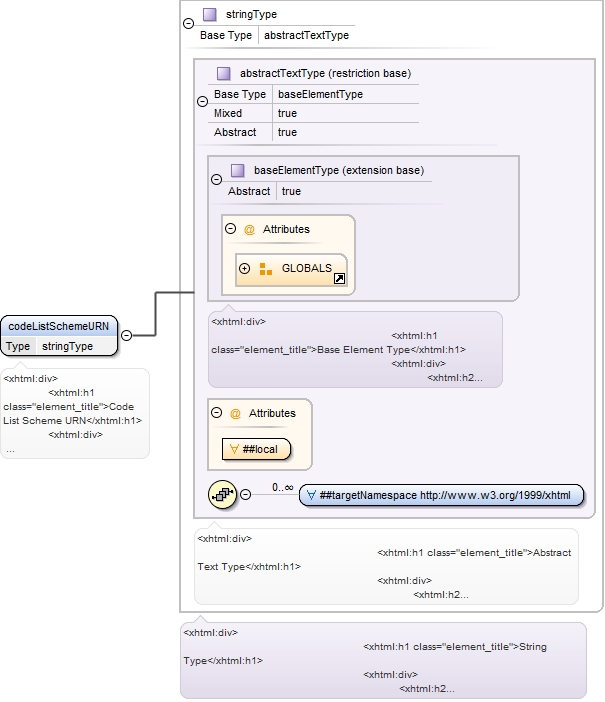 stringType
Base Type abstractTextType
abstractTextType (restriction base)
Base Type baseElementType
Mixed true
Abstract true
baseElementType (extension base)
Abstract true
@ Attributes
GLOBALS
codeListSchemeURN
Type stringType
<xhtml:div>
<xhtml:h1
class="element_title">Code
List Scheme URN</xhtml:h1>
<xhtml:div>
...
<xhtml:div>
<xhtml:h1
class="element_title">Base Element Type</xhtml:h1>
<xhtml:div>
<xhtml:h2...
@ Attributes
∀ ##local
0..∞
∀ ##targetNamespace http://www.w3.org/1999/xhtml
<xhtml:div>
<xhtml:h1 class="element_title">Abstract
Text Type</xhtml:h1>
<xhtml:div>
<xhtml:h2...
<xhtml:div>
<xhtml:h1 class="element_title">String
Type</xhtml:h1>
<xhtml:div>
<xhtml:h2...